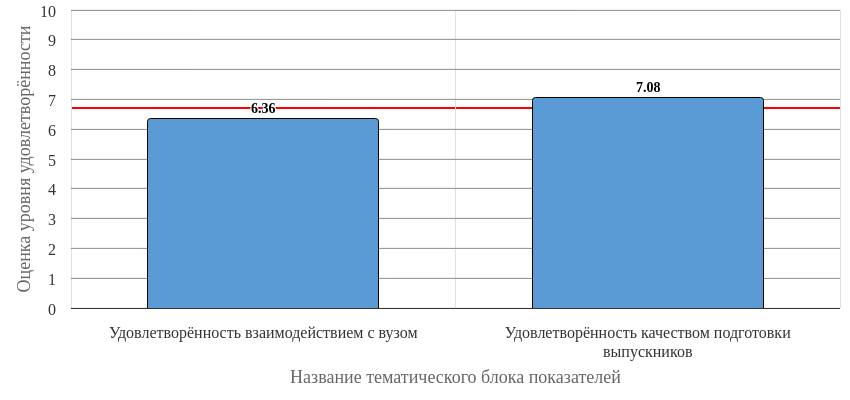 Оценка уровня удовлетворённости
10
9
8
7
6
5
4
3
2
1
0
6.36
7.08
Удовлетворённость взаимодействием с вузом
Удовлетворённость качеством подготовки
выпускников
Название тематического блока показателей